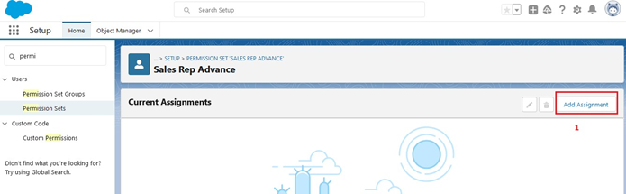 Search Setup
Setup
Home
Object Manager
permi
Users
Permission Set Groups
Permission Sets
Custom Code
Custom Permissions
Didn't find what you're looking for?
Try using Global Search.
... > SETUP > PERMISSION SET 'SALES REP ADVANCE'
Sales Rep Advance
Current Assignments
Add Assignment
1